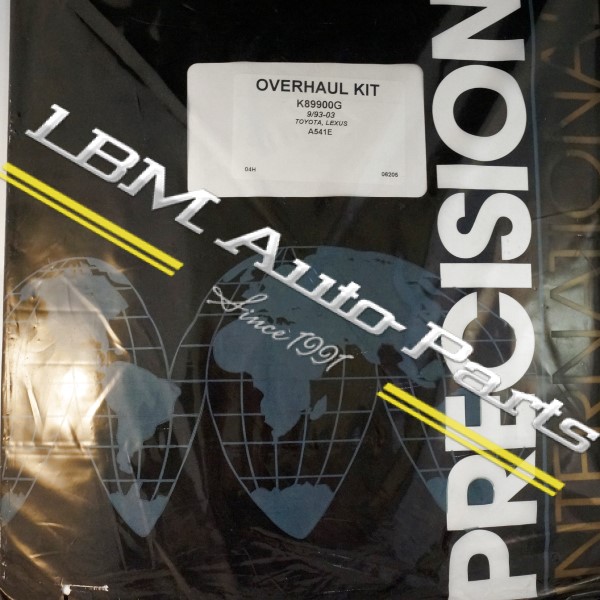 OVERHAUL KIT
K89900G
9/93-03
TOYOTA, LEXUS
A541E
04H 06205
LBM Auto Parts
Since 1991
PRECISION
INTERNATIONAL